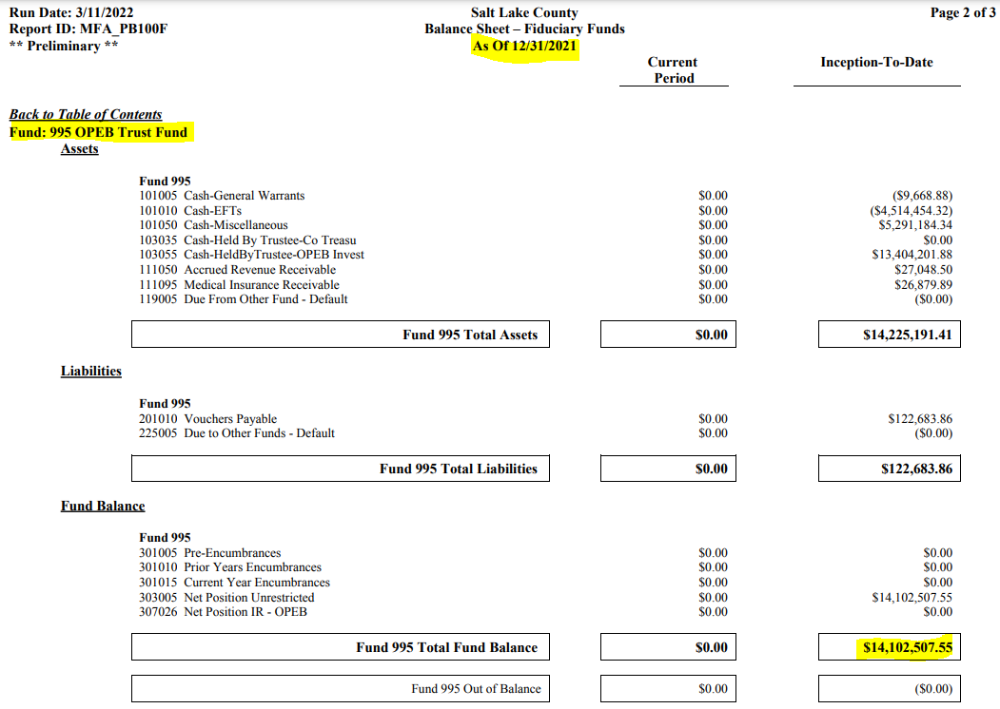 Run Date: 3/11/2022 Salt Lake County Page 2 of 3
Report ID: MFA_PB100F Balance Sheet – Fiduciary Funds
** Preliminary ** As Of 12/31/2021
Current Period Inception-To-Date
Back to Table of Contents
Fund: 995 OPEB Trust Fund
Assets
Fund 995
101005 Cash-General Warrants $0.00 ($9,668.88)
101010 Cash-EFTs $0.00 ($4,514,454.32)
101050 Cash-Miscellaneous $0.00 $5,291,184.34
103035 Cash-Held By Trustee-Co Treasu $0.00 $0.00
103055 Cash-HeldByTrustee-OPEB Invest $0.00 $13,404,201.88
111050 Accrued Revenue Receivable $0.00 $27,048.50
111095 Medical Insurance Receivable $0.00 $26,879.89
119005 Due From Other Fund - Default $0.00 ($0.00)
Fund 995 Total Assets $0.00 $14,225,191.41
Liabilities
Fund 995
201010 Vouchers Payable $0.00 $122,683.86
225005 Due to Other Funds - Default $0.00 ($0.00)
Fund 995 Total Liabilities $0.00 $122,683.86
Fund Balance
Fund 995
301005 Pre-Encumbrances $0.00 $0.00
301010 Prior Years Encumbrances $0.00 $0.00
301015 Current Year Encumbrances $0.00 $0.00
303005 Net Position Unrestricted $0.00 $14,102,507.55
307026 Net Position IR - OPEB $0.00 $0.00
Fund 995 Total Fund Balance $0.00 $14,102,507.55
Fund 995 Out of Balance $0.00 ($0.00)